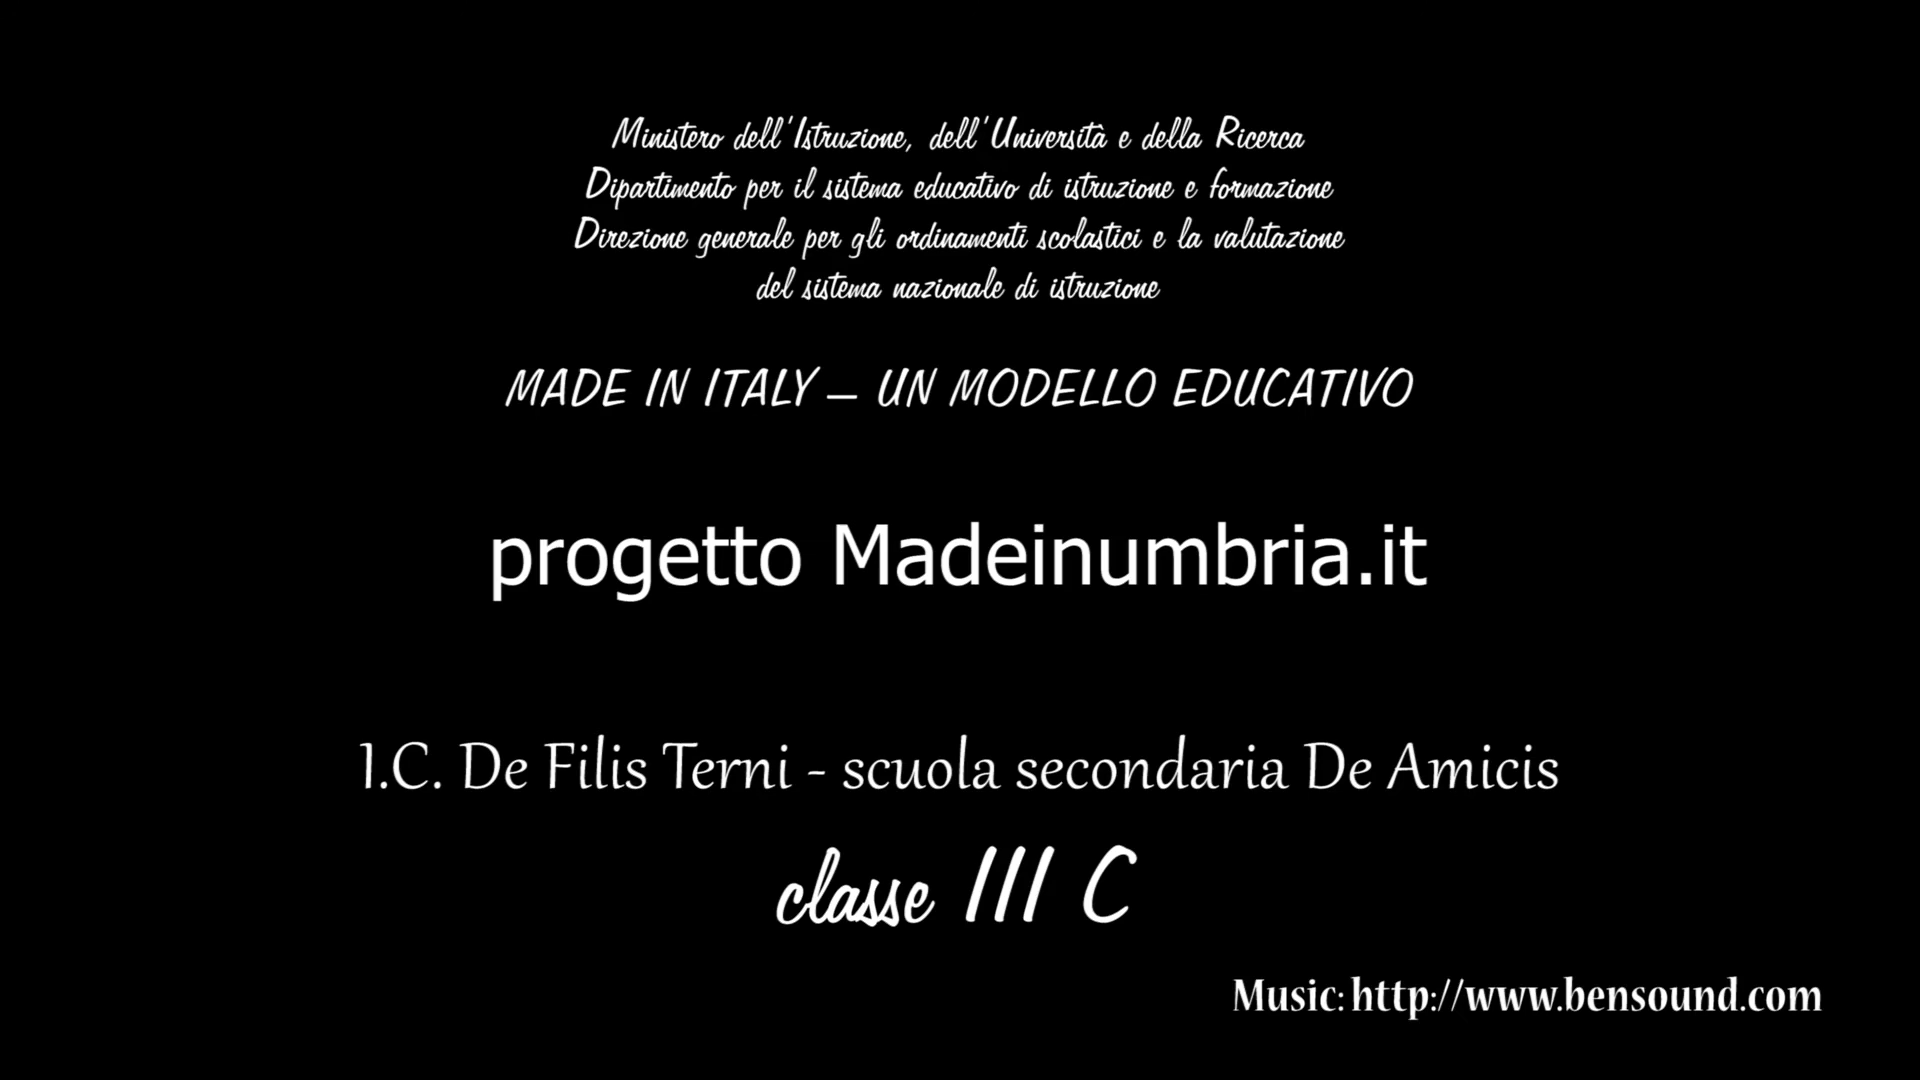 Ministero dell'Istruzione, dell'Università e della Ricerca
Dipartimento per il sistema educativo di istruzione e formazione
Direzione generale per gli ordinamenti scolastici e la valutazione
del sistema nazionale di istruzione
MADE IN ITALY – UN MODELLO EDUCATIVO
progetto Madeinumbria.it
I.C. De Filis Terni - scuola secondaria De Amicis
classe III C
Music: http://www.bensound.com